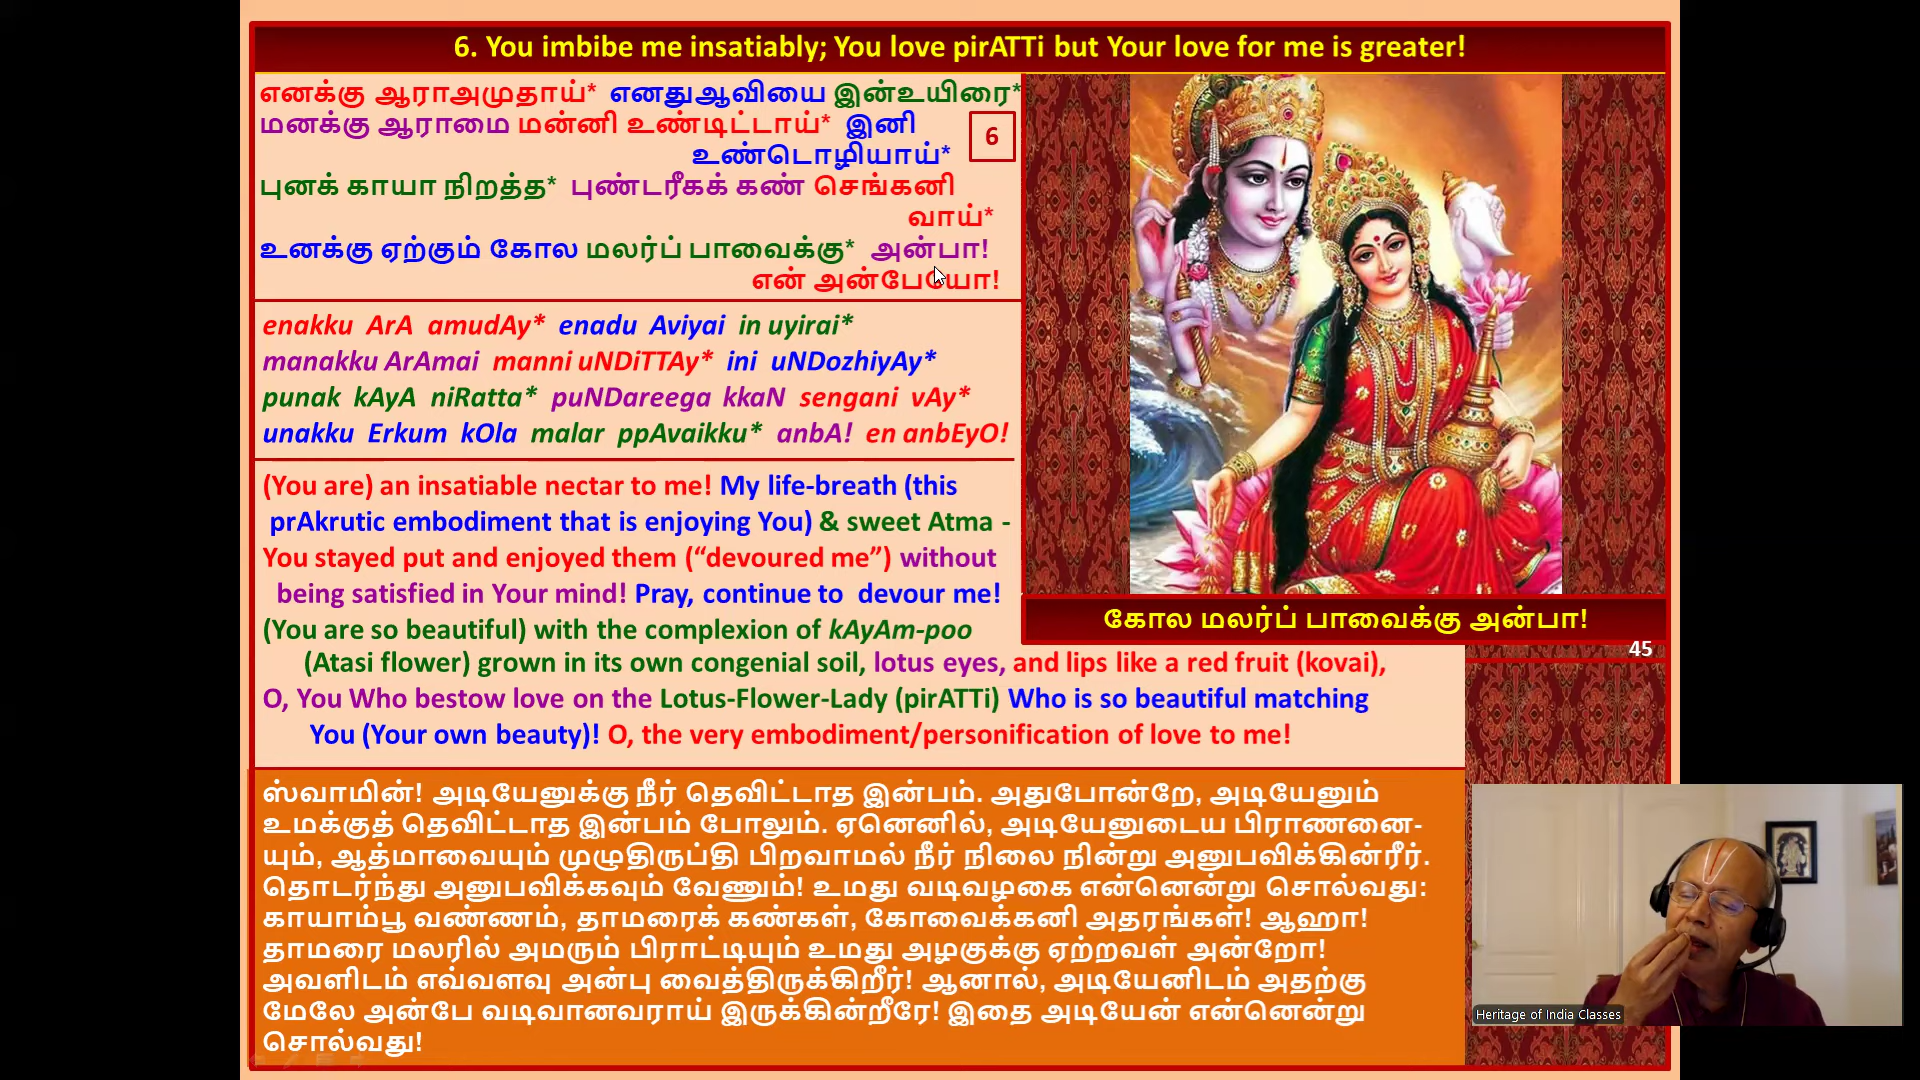 6. You imbibe me insatiably; You love pirATTi but Your love for me is greater!
எனக்கு ஆராஅமுதாய்* எனதுஆவியை இன்உயிரை*
மனக்கு ஆராமை மன்னி உண்டிட்டாய்* இனி
உண்டொழியாய்*
6
புனக் காயா நிறத்த* புண்டரீகக் கண் செங்கனி
வாய்*
உனக்கு ஏற்கும் கோல மலர்ப் பாவைக்கு* அன்பா!
என் அன்பேயோ!
enakku ArA amudAy* enadu Aviyai in uyirai*
manakku ArAmai manni uNDiTTAy* ini uNDozhiyAy*
punak kAyA niRatta* puNDareega kkaN sengani vAy*
unakku Erkum kOla malar ppAvaikku* anbA! en anbEyO!
(You are) an insatiable nectar to me! My life-breath (this
prAkrutic embodiment that is enjoying You) & sweet Atma -
You stayed put and enjoyed them (“devoured me”) without
being satisfied in Your mind! Pray, continue to devour me!
(You are so beautiful) with the complexion of kAyAm-poo
(Atasi flower) grown in its own congenial soil, lotus eyes, and lips like a red fruit (kovai),
O, You Who bestow love on the Lotus-Flower-Lady (pirATTi) Who is so beautiful matching
You (Your own beauty)! O, the very embodiment/personification of love to me!
கோல மலர்ப் பாவைக்கு அன்பா!
45
ஸ்வாமின்! அடியேனுக்கு நீர் தெவிட்டாத இன்பம். அதுபோன்றே, அடியேனும்
உமக்குத் தெவிட்டாத இன்பம் போலும். ஏனெனில், அடியேனுடைய பிராணனை-
யும், ஆத்மாவையும் முழுதிருப்தி பிறவாமல் நீர் நிலை நின்று அனுபவிக்கின்ரீர்.
தொடர்ந்து அனுபவிக்கவும் வேணும்! உமது வடிவழகை என்னென்று சொல்வது:
காயாம்பூ வண்ணம், தாமரைக் கண்கள், கோவைக்கனி அதரங்கள்! ஆஹா!
தாமரை மலரில் அமரும் பிராட்டியும் உமது அழகுக்கு ஏற்றவள் அன்றோ!
அவளிடம் எவ்வளவு அன்பு வைத்திருக்கிறீர்! ஆனால், அடியேனிடம் அதற்கு
மேலே அன்பே வடிவானவராய் இருக்கின்றீரே! இதை அடியேன் என்னென்று
சொல்வது!
Heritage of India Classes